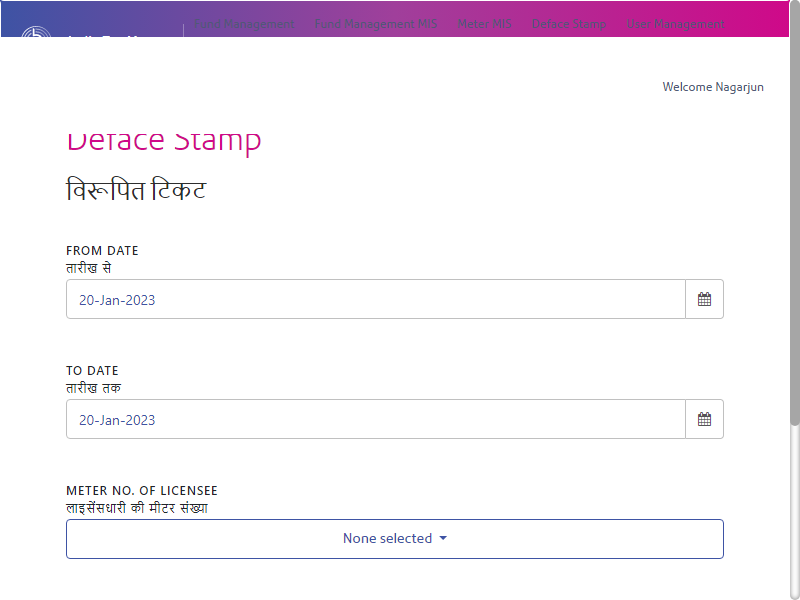 Fund Management Fund Management MIS Meter MIS Deface Stamp User Management
Welcome Nagarjun
Deface Stamp
विरूपित टिकट
FROM DATE
तारीख से
20-Jan-2023
TO DATE
तारीख तक
20-Jan-2023
METER NO. OF LICENSEE
लाइसेंसधारी की मीटर संख्या
None selected